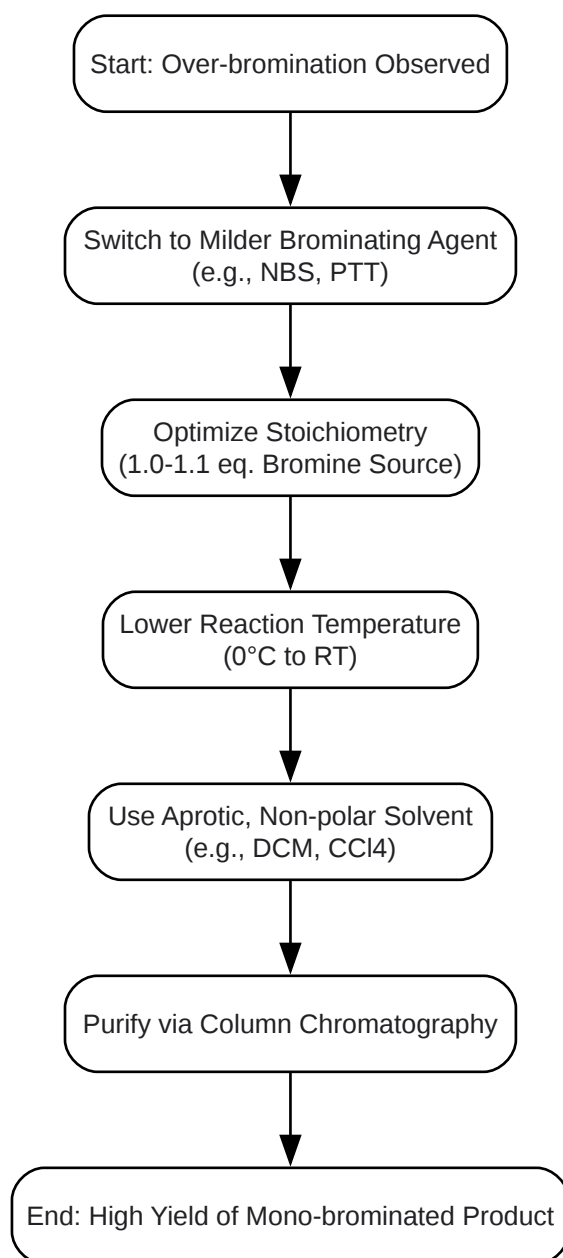 Start: Over-bromination Observed
Switch to Milder Brominating Agent
(e.g., NBS, PTT)
Optimize Stoichiometry
(1.0-1.1 eq. Bromine Source)
Lower Reaction Temperature
(0°C to RT)
Use Aprotic, Non-polar Solvent
(e.g., DCM, CCl4)
Purify via Column Chromatography
End: High Yield of Mono-brominated Product